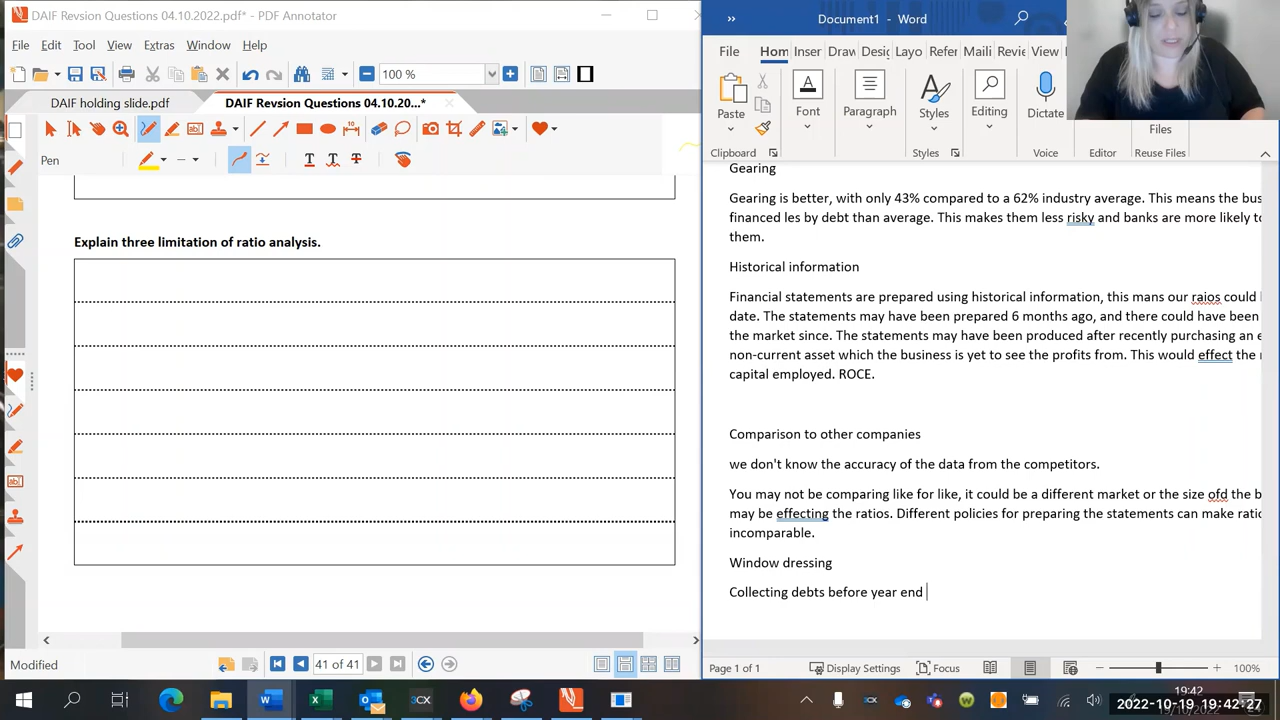 DAIF Revsion Questions 04.10.2022.pdf* - PDF Annotator
File Edit Tool View Extras Window Help
100 %
DAIF holding slide.pdf
DAIF Revsion Questions 04.10.20...*
Pen
Explain three limitation of ratio analysis.
41 of 41
Modified
Document1 - Word
File Hom Inser Draw Desig Layo Refer Maili Revie View
Paste
Font
Paragraph
Styles
Editing
Dictate
Files
Clipboard
Styles
Voice
Editor
Reuse Files
Gearing
Gearing is better, with only 43% compared to a 62% industry average. This means the bus
financed les by debt than average. This makes them less risky and banks are more likely to
them.
Historical information
Financial statements are prepared using historical information, this mans our raios could
date. The statements may have been prepared 6 months ago, and there could have been
the market since. The statements may have been produced after recently purchasing an e
non-current asset which the business is yet to see the profits from. This would effect the
capital employed. ROCE.
Comparison to other companies
we don't know the accuracy of the data from the competitors.
You may not be comparing like for like, it could be a different market or the size ofd the b
may be effecting the ratios. Different policies for preparing the statements can make ratio
incomparable.
Window dressing
Collecting debts before year end
Page 1 of 1
Display Settings
Focus
100%
19:42
2022-10-19 19:42:27